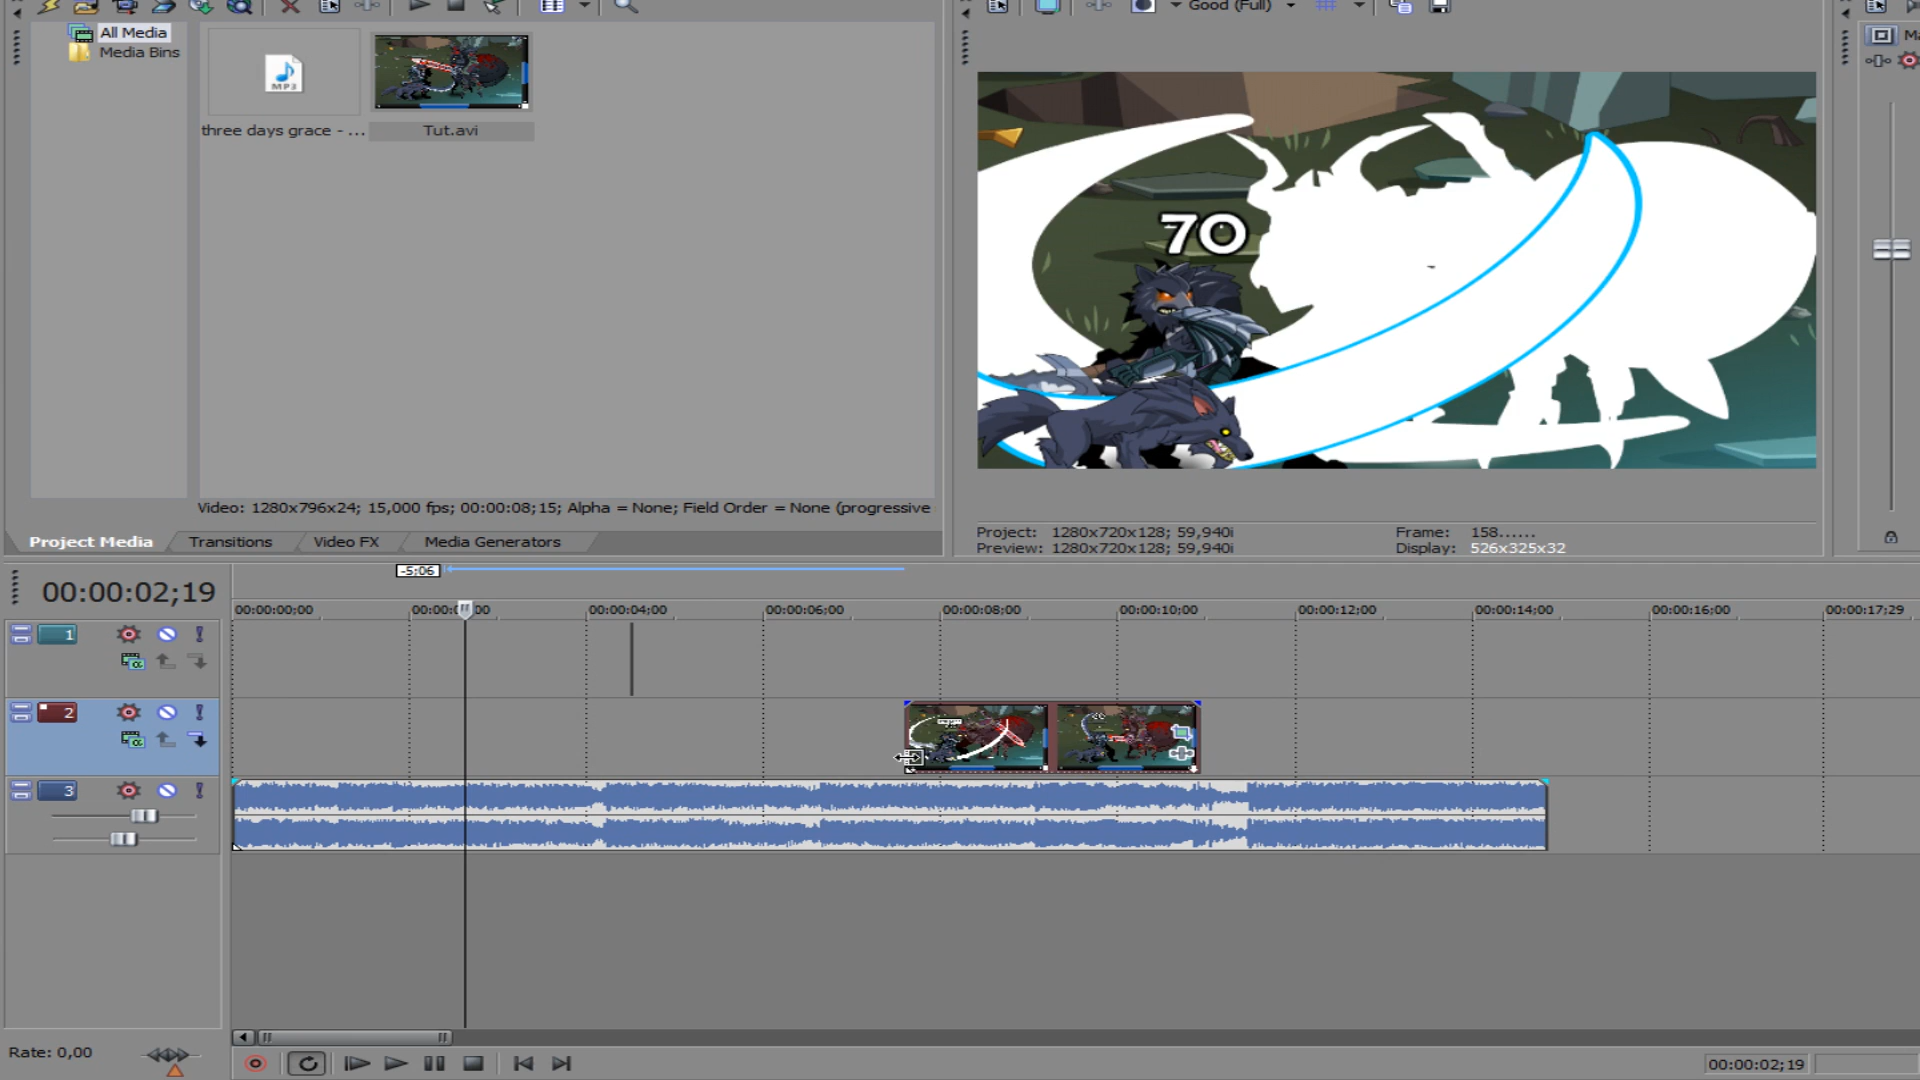 Good (Full)
All Media
Media Bins
Ma
MP3
three days grace - ...
Tut.avi
70
Video: 1280x796x24; 15,000 fps; 00:00:08;15; Alpha = None; Field Order = None (progressive
Project Media
Transitions
Video FX
Media Generators
Project: 1280x720x128; 59,940i
Frame: 158......
Preview: 1280x720x128; 59,940i
Display: 526x325x32
-5;06
00:00:02;19
00:00:00;00
00:00:04;00
00:00:06;00
00:00:08;00
00:00:10;00
00:00:12;00
00:00:14;00
00:00:16;00
00:00:17;29
1
2
3
Rate: 0,00
00:00:02;19